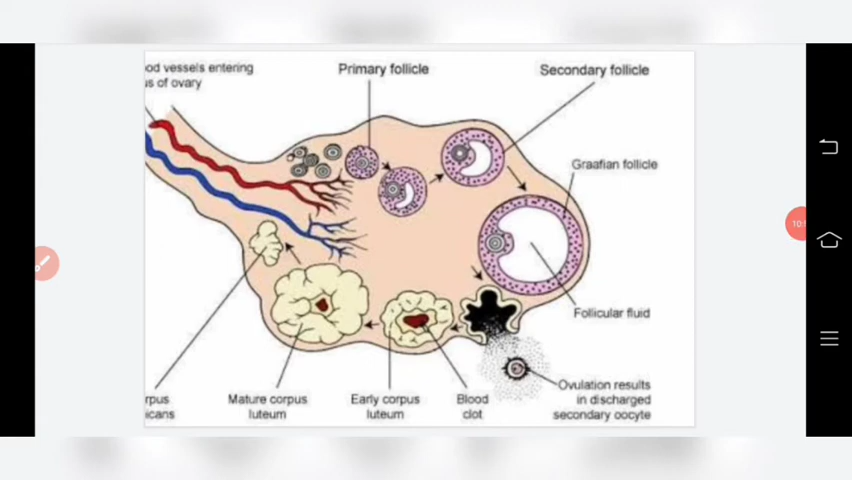 od vessels entering
us of ovary
Primary follicle
Secondary follicle
Graafian follicle
Follicular fluid
Ovulation results
in discharged
secondary oocyte
Blood
clot
Early corpus
luteum
Mature corpus
luteum
rpus
icans